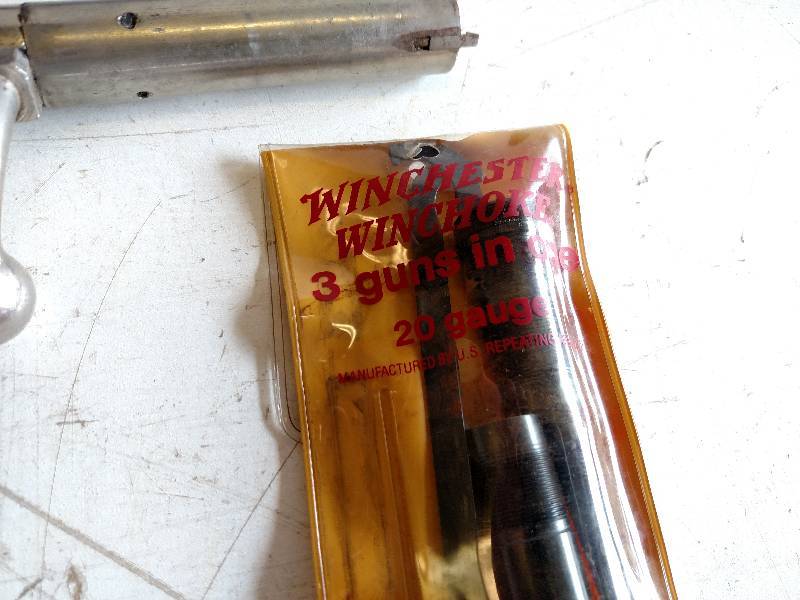 WINCHESTER
WINCHOKE
3 guns in one
20 gauge
MANUFACTURED BY U.S. REPEATING